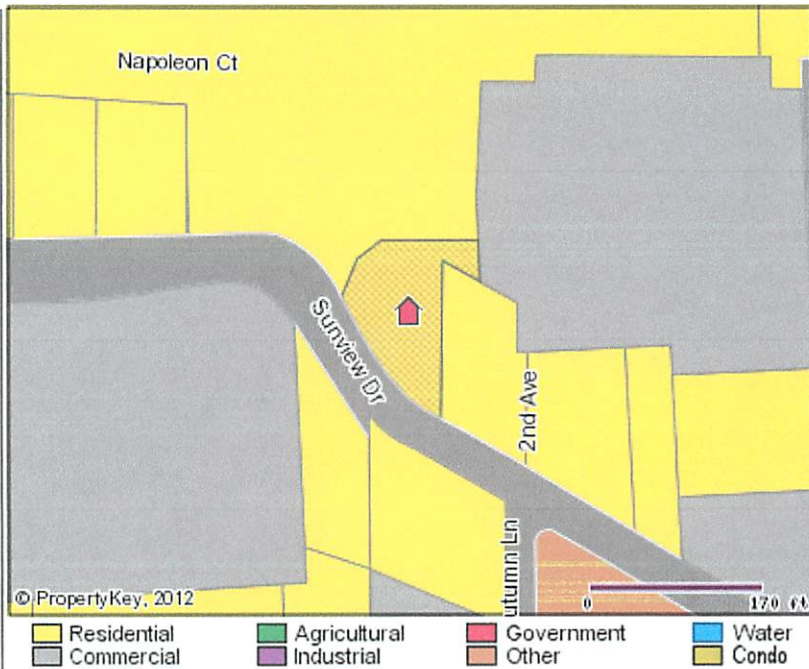 Napoleon Ct
Sunview Dr
2nd Ave
utumn Ln
© PropertyKey, 2012
0 170 ft
Residential Agricultural Government Water
Commercial Industrial Other Condo